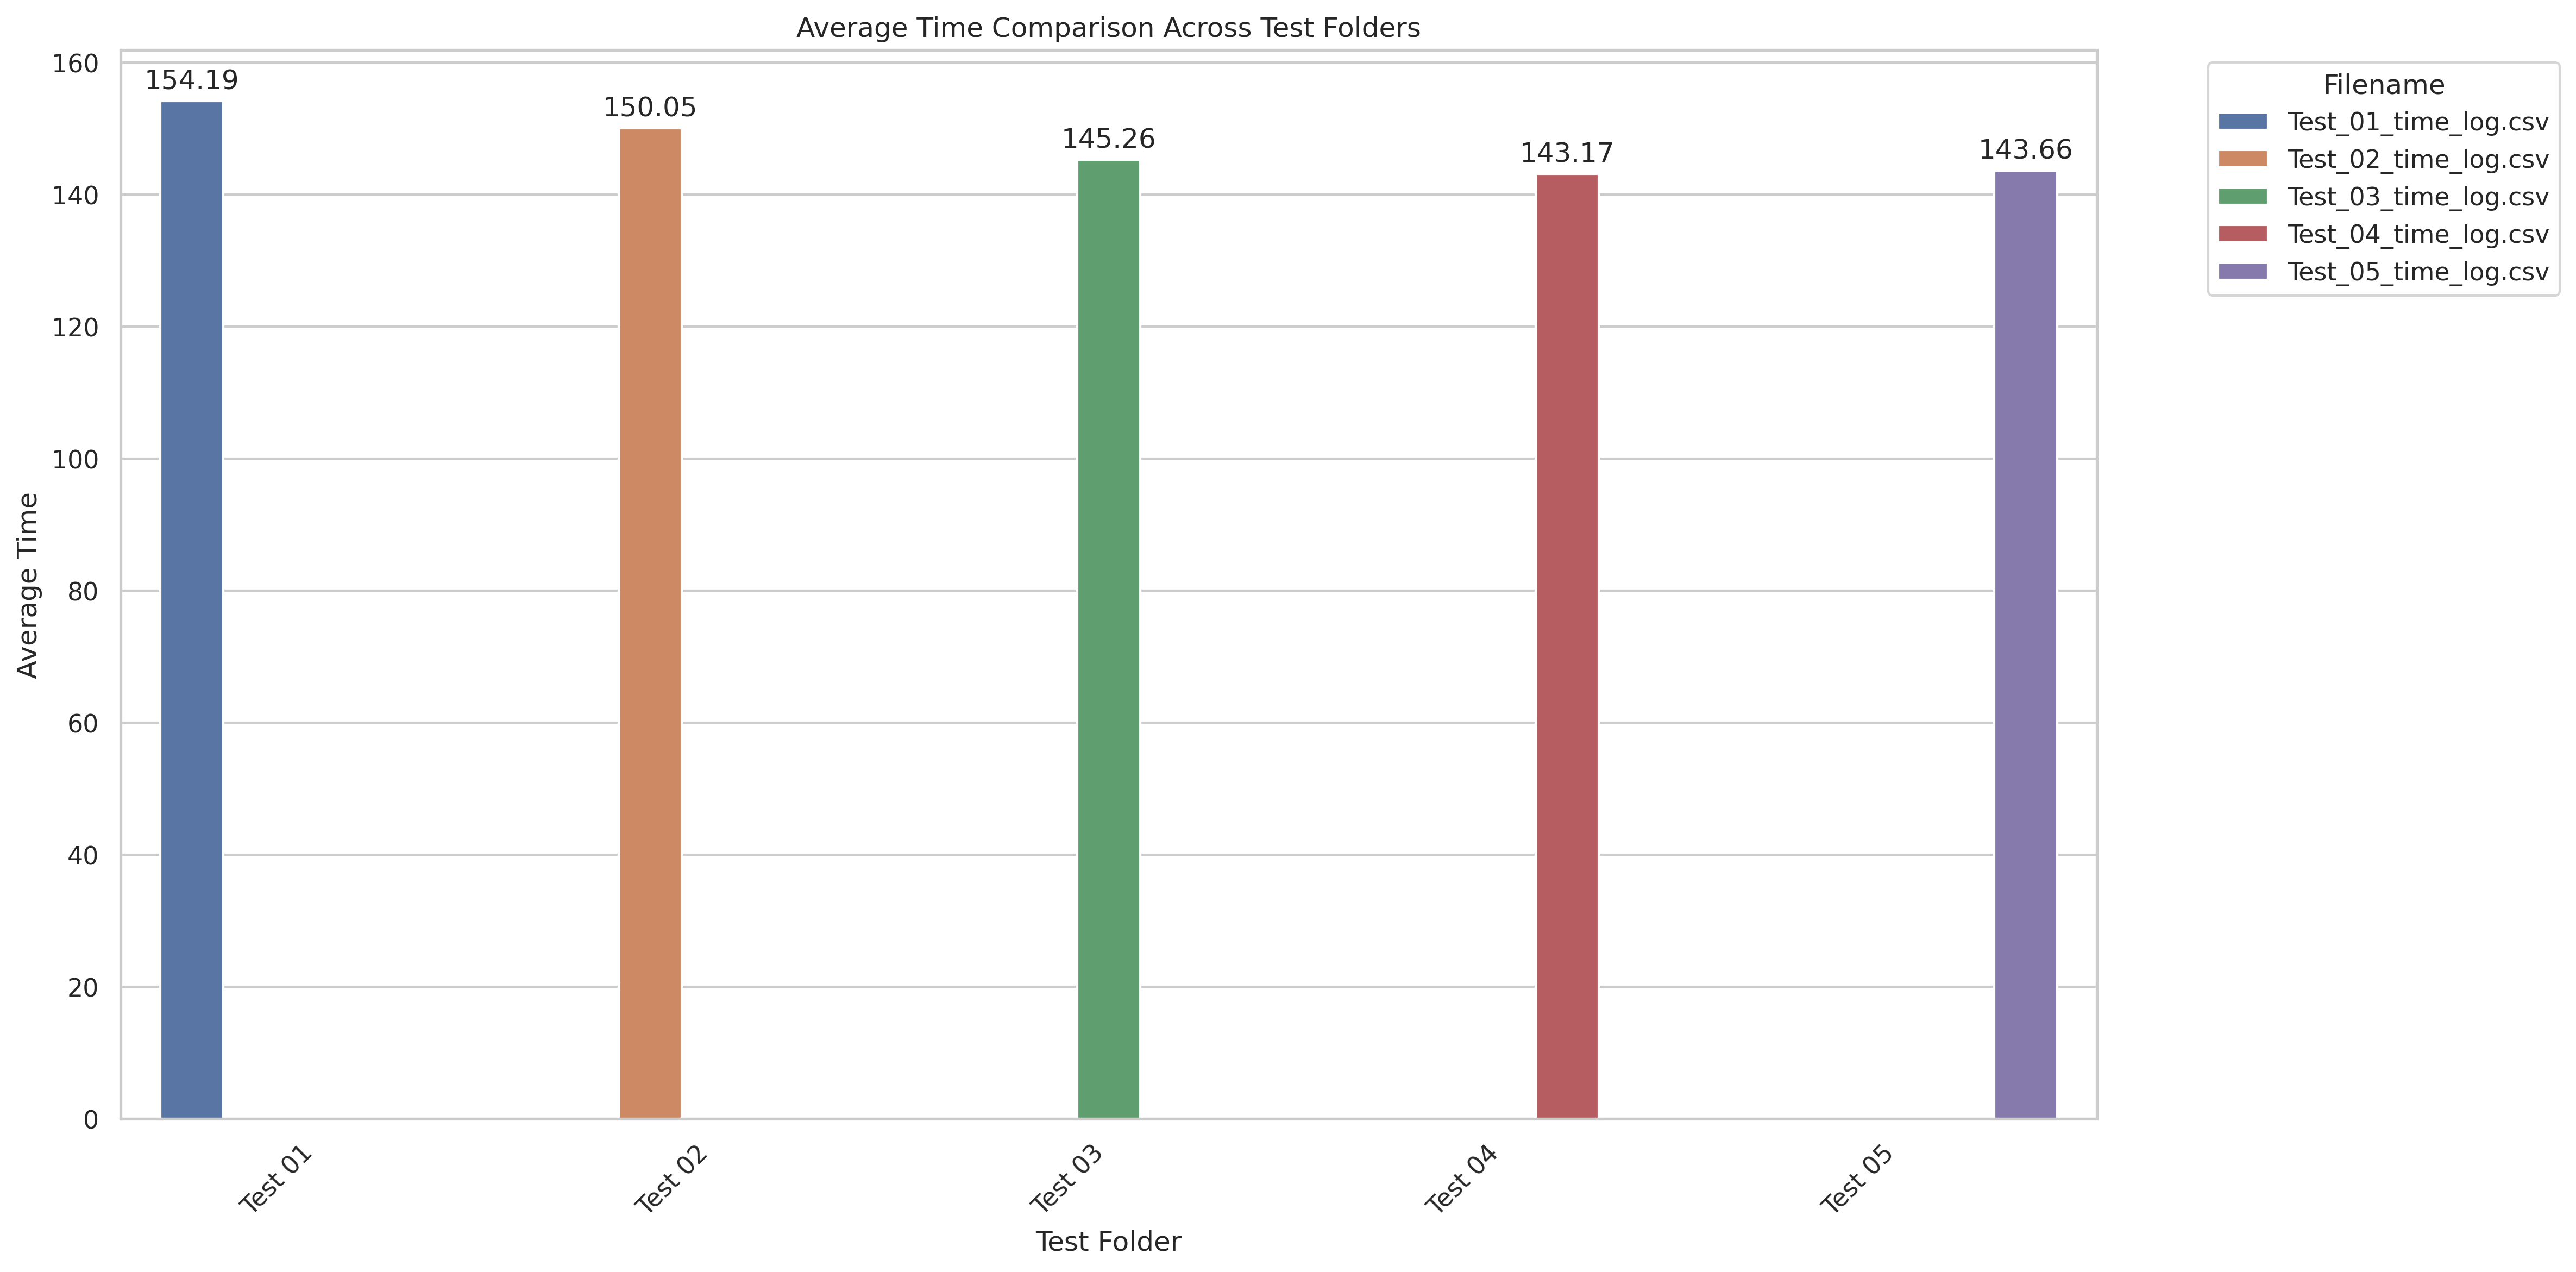 Average Time Comparison Across Test Folders
160
140
120
100
80
60
40
20
0
Average Time
154.19
150.05
145.26
143.17
143.66
Test 01
Test 02
Test 03
Test 04
Test 05
Test Folder
Filename
Test_01_time_log.csv
Test_02_time_log.csv
Test_03_time_log.csv
Test_04_time_log.csv
Test_05_time_log.csv